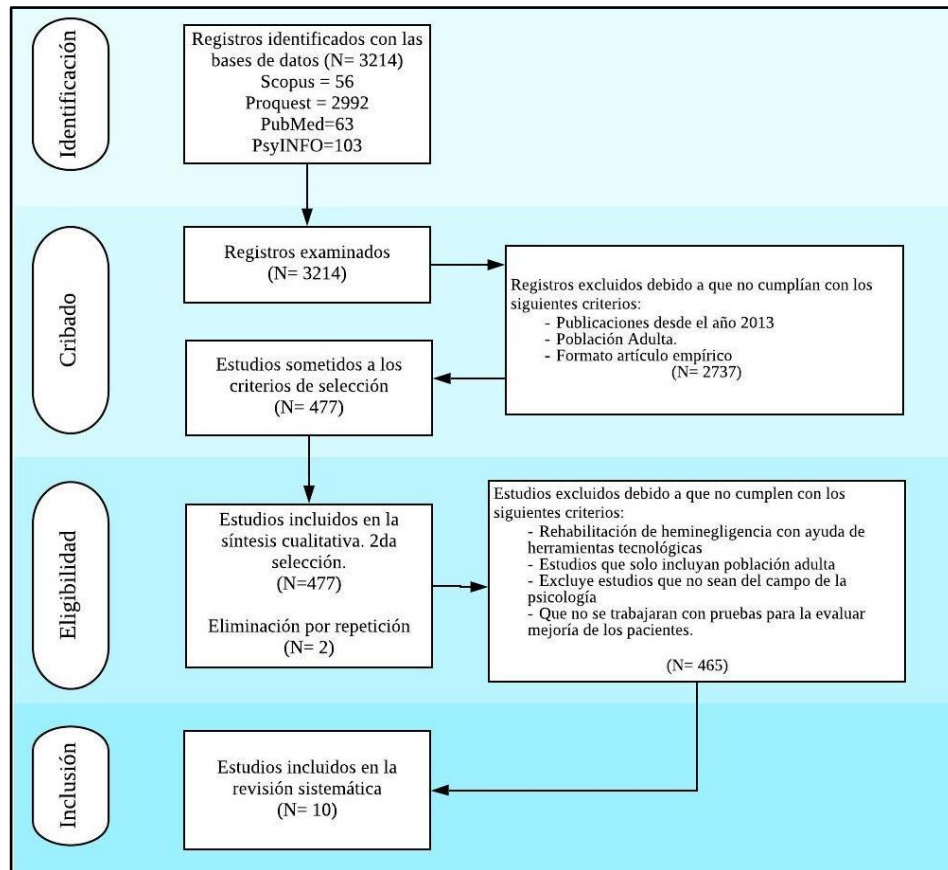 Identificación
Registros identificados con las
bases de datos (N= 3214)
Scopus = 56
Proquest = 2992
PubMed=63
PsyINFO=103
Cribado
Registros examinados
(N= 3214)
Registros excluidos debido a que no cumplían con los
siguientes criterios:
- Publicaciones desde el año 2013
- Población Adulta.
- Formato artículo empírico
(N= 2737)
Estudios sometidos a los
criterios de selección
(N= 477)
Eligibilidad
Estudios incluidos en la
síntesis cualitativa. 2da
selección.
(N=477)
Eliminación por repetición
(N= 2)
Estudios excluidos debido a que no cumplen con los
siguientes criterios:
- Rehabilitación de heminegligencia con ayuda de
herramientas tecnológicas
- Estudios que solo incluyan población adulta
- Excluye estudios que no sean del campo de la
psicología
- Que no se trabajaran con pruebas para la evaluar
mejoría de los pacientes.
(N= 465)
Inclusión
Estudios incluidos en la
revisión sistemática
(N= 10)